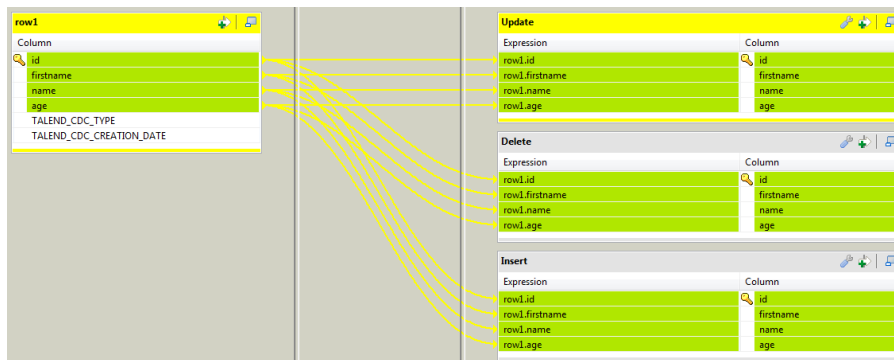 row1
Column
id
firstname
name
age
TALEND_CDC_TYPE
TALEND_CDC_CREATION_DATE
Update
Expression Column
row1.id id
row1.firstname firstname
row1.name name
row1.age age
Delete
Expression Column
row1.id id
row1.firstname firstname
row1.name name
row1.age age
Insert
Expression Column
row1.id id
row1.firstname firstname
row1.name name
row1.age age